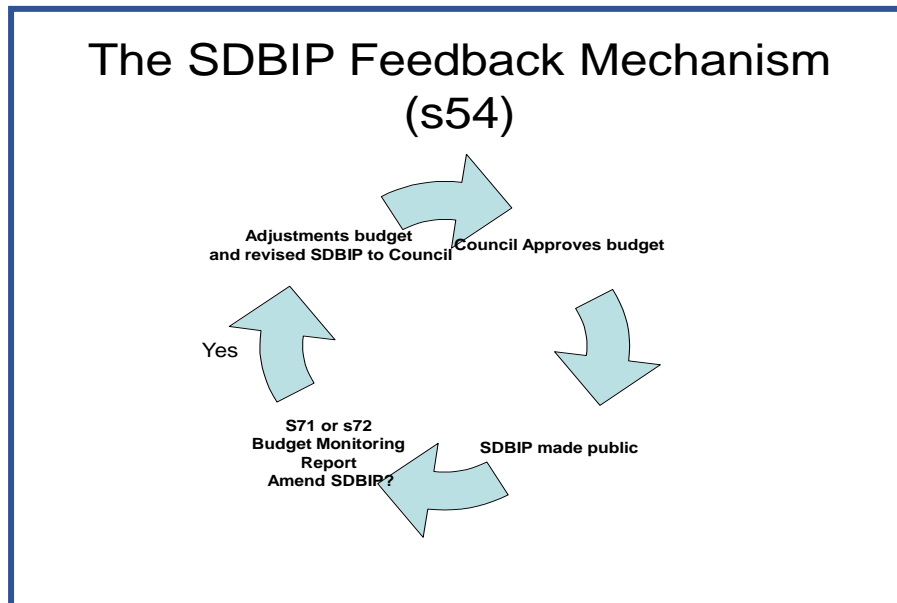 The SDBIP Feedback Mechanism
(s54)
Adjustments budget
and revised SDBIP to Council
Council Approves budget
Yes
S71 or s72
Budget Monitoring
Report
Amend SDBIP?
SDBIP made public